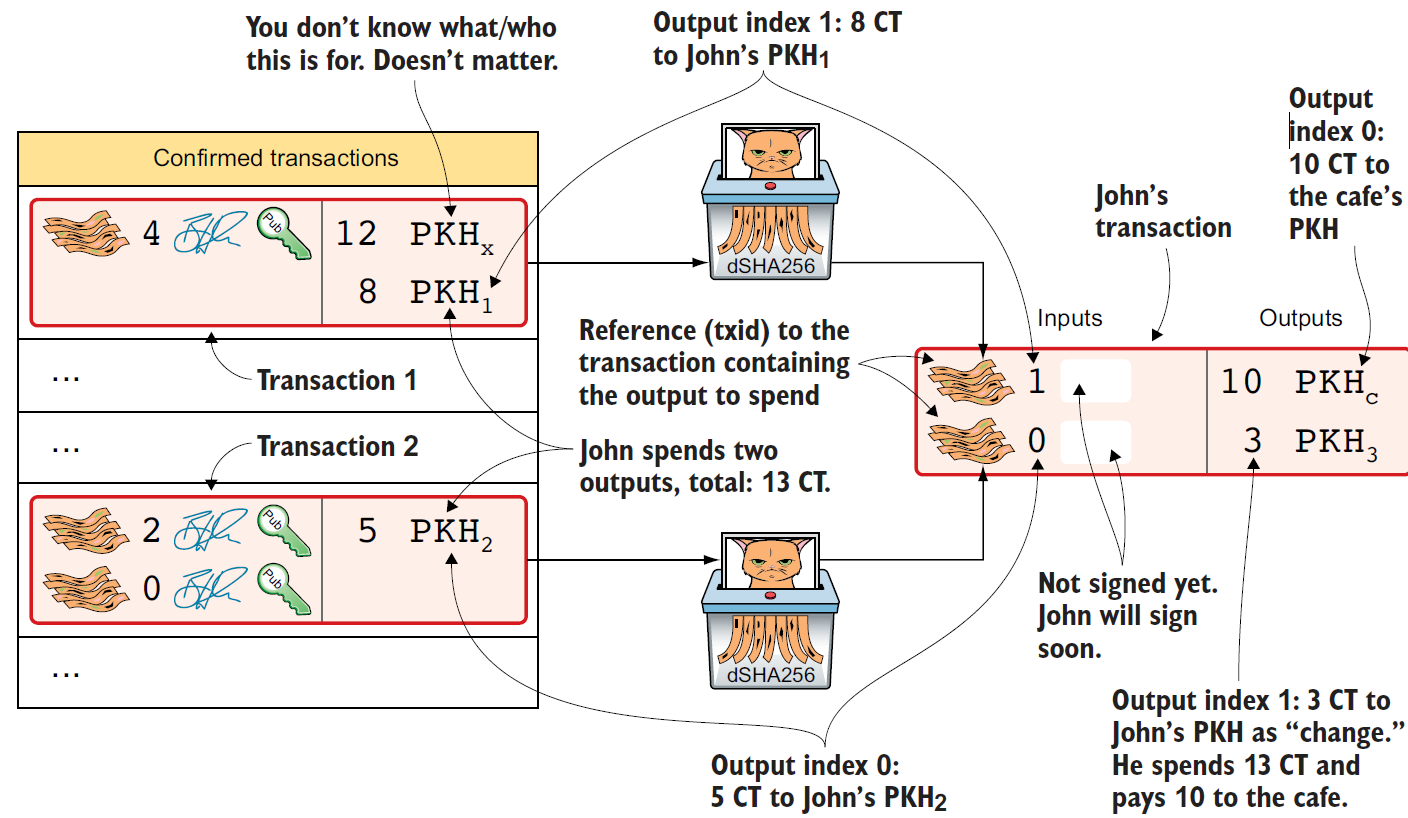 You don’t know what/who
this is for. Doesn’t matter.
Output index 1: 8 CT
to John’s PKH1
Output
index 0:
10 CT to
the cafe’s
PKH
John’s
transaction
Confirmed transactions
4 Pub 12 PKHx
8 PKH1
dSHA256
Inputs Outputs
Reference (txid) to the
transaction containing
the output to spend
1 10 PKHc
0 3 PKH3
...
Transaction 1
...
Transaction 2
John spends two
outputs, total: 13 CT.
2 Pub 5 PKH2
0 Pub
...
dSHA256
Not signed yet.
John will sign
soon.
Output index 0:
5 CT to John’s PKH2
Output index 1: 3 CT to
John’s PKH as “change.”
He spends 13 CT and
pays 10 to the cafe.